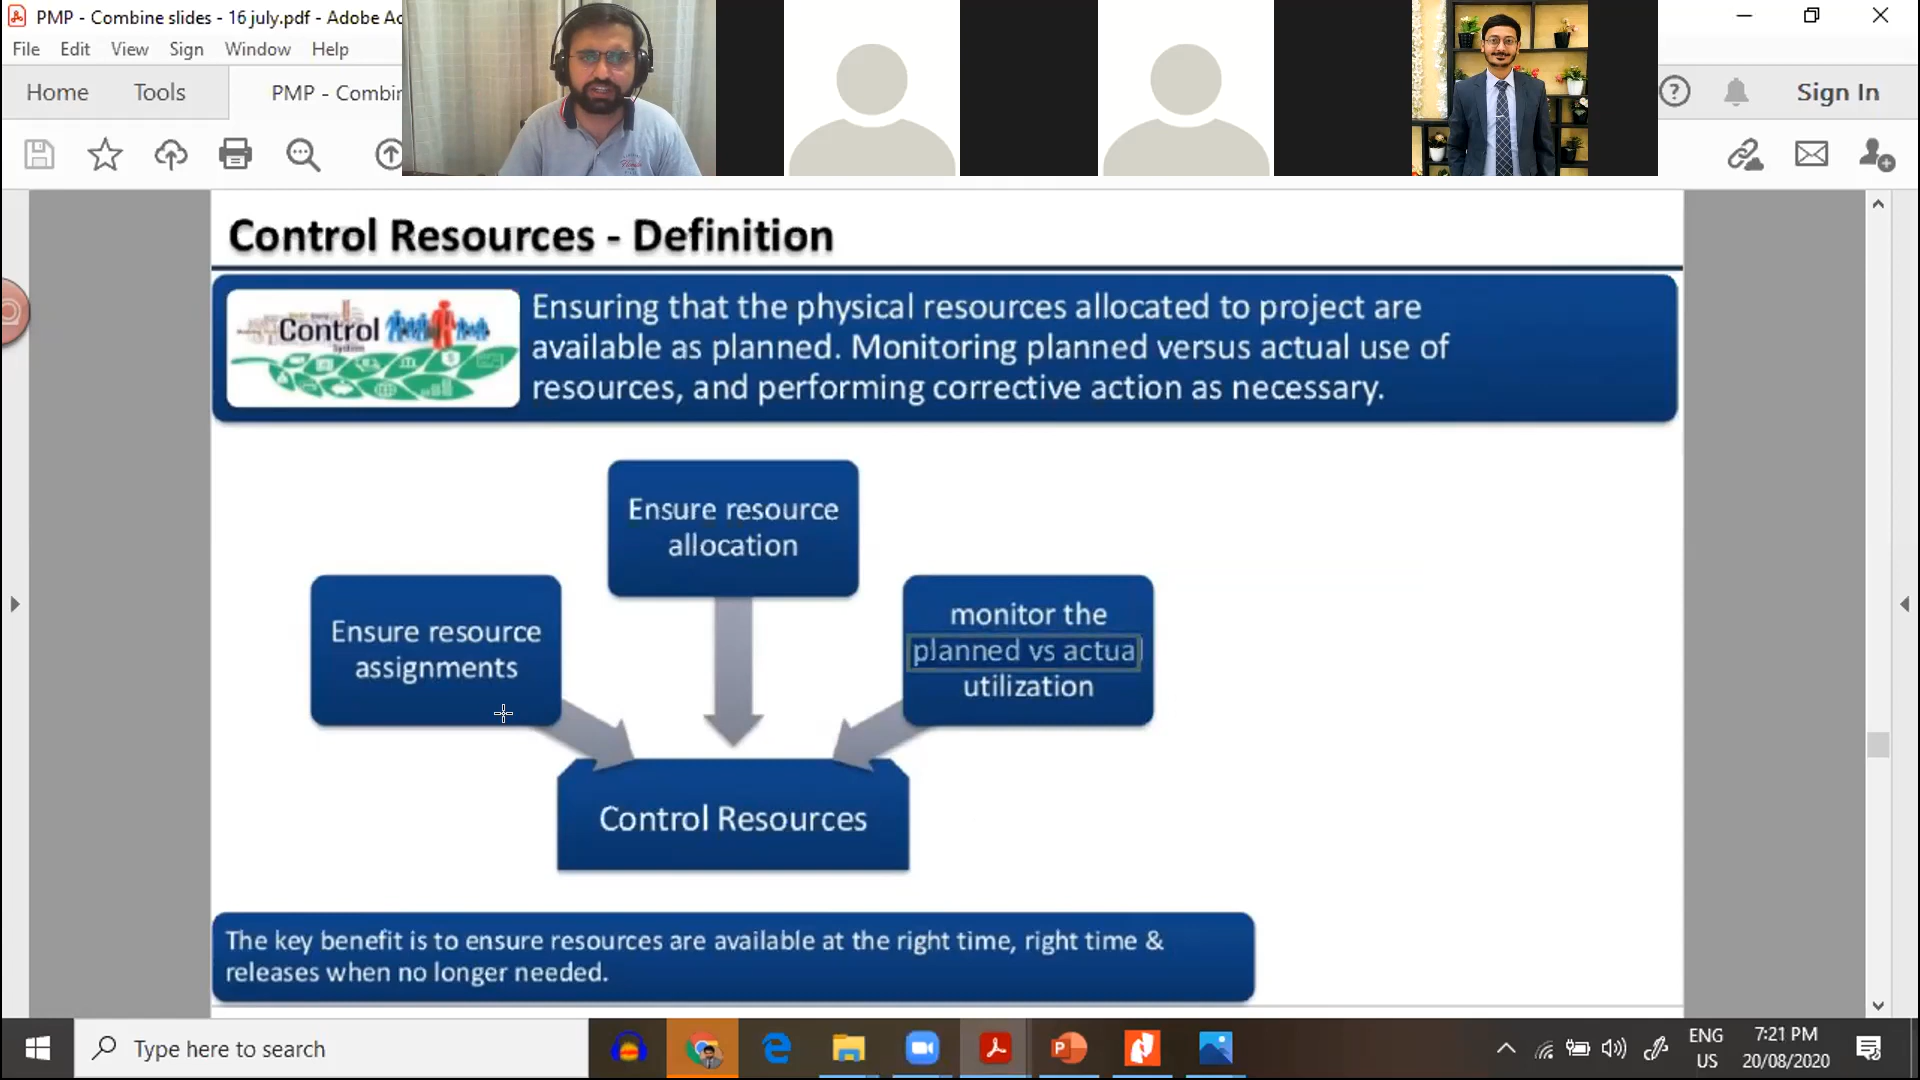 PMP - Combine slides - 16 july.pdf - Adobe Ac
File Edit View Sign Window Help
Home Tools PMP - Combin
Sign In
Control Resources - Definition
Control
System
Ensuring that the physical resources allocated to project are
available as planned. Monitoring planned versus actual use of
resources, and performing corrective action as necessary.
Ensure resource
allocation
Ensure resource
assignments
monitor the
planned vs actual
utilization
Control Resources
The key benefit is to ensure resources are available at the right time, right time &
releases when no longer needed.
Type here to search
ENG
US
7:21 PM
20/08/2020